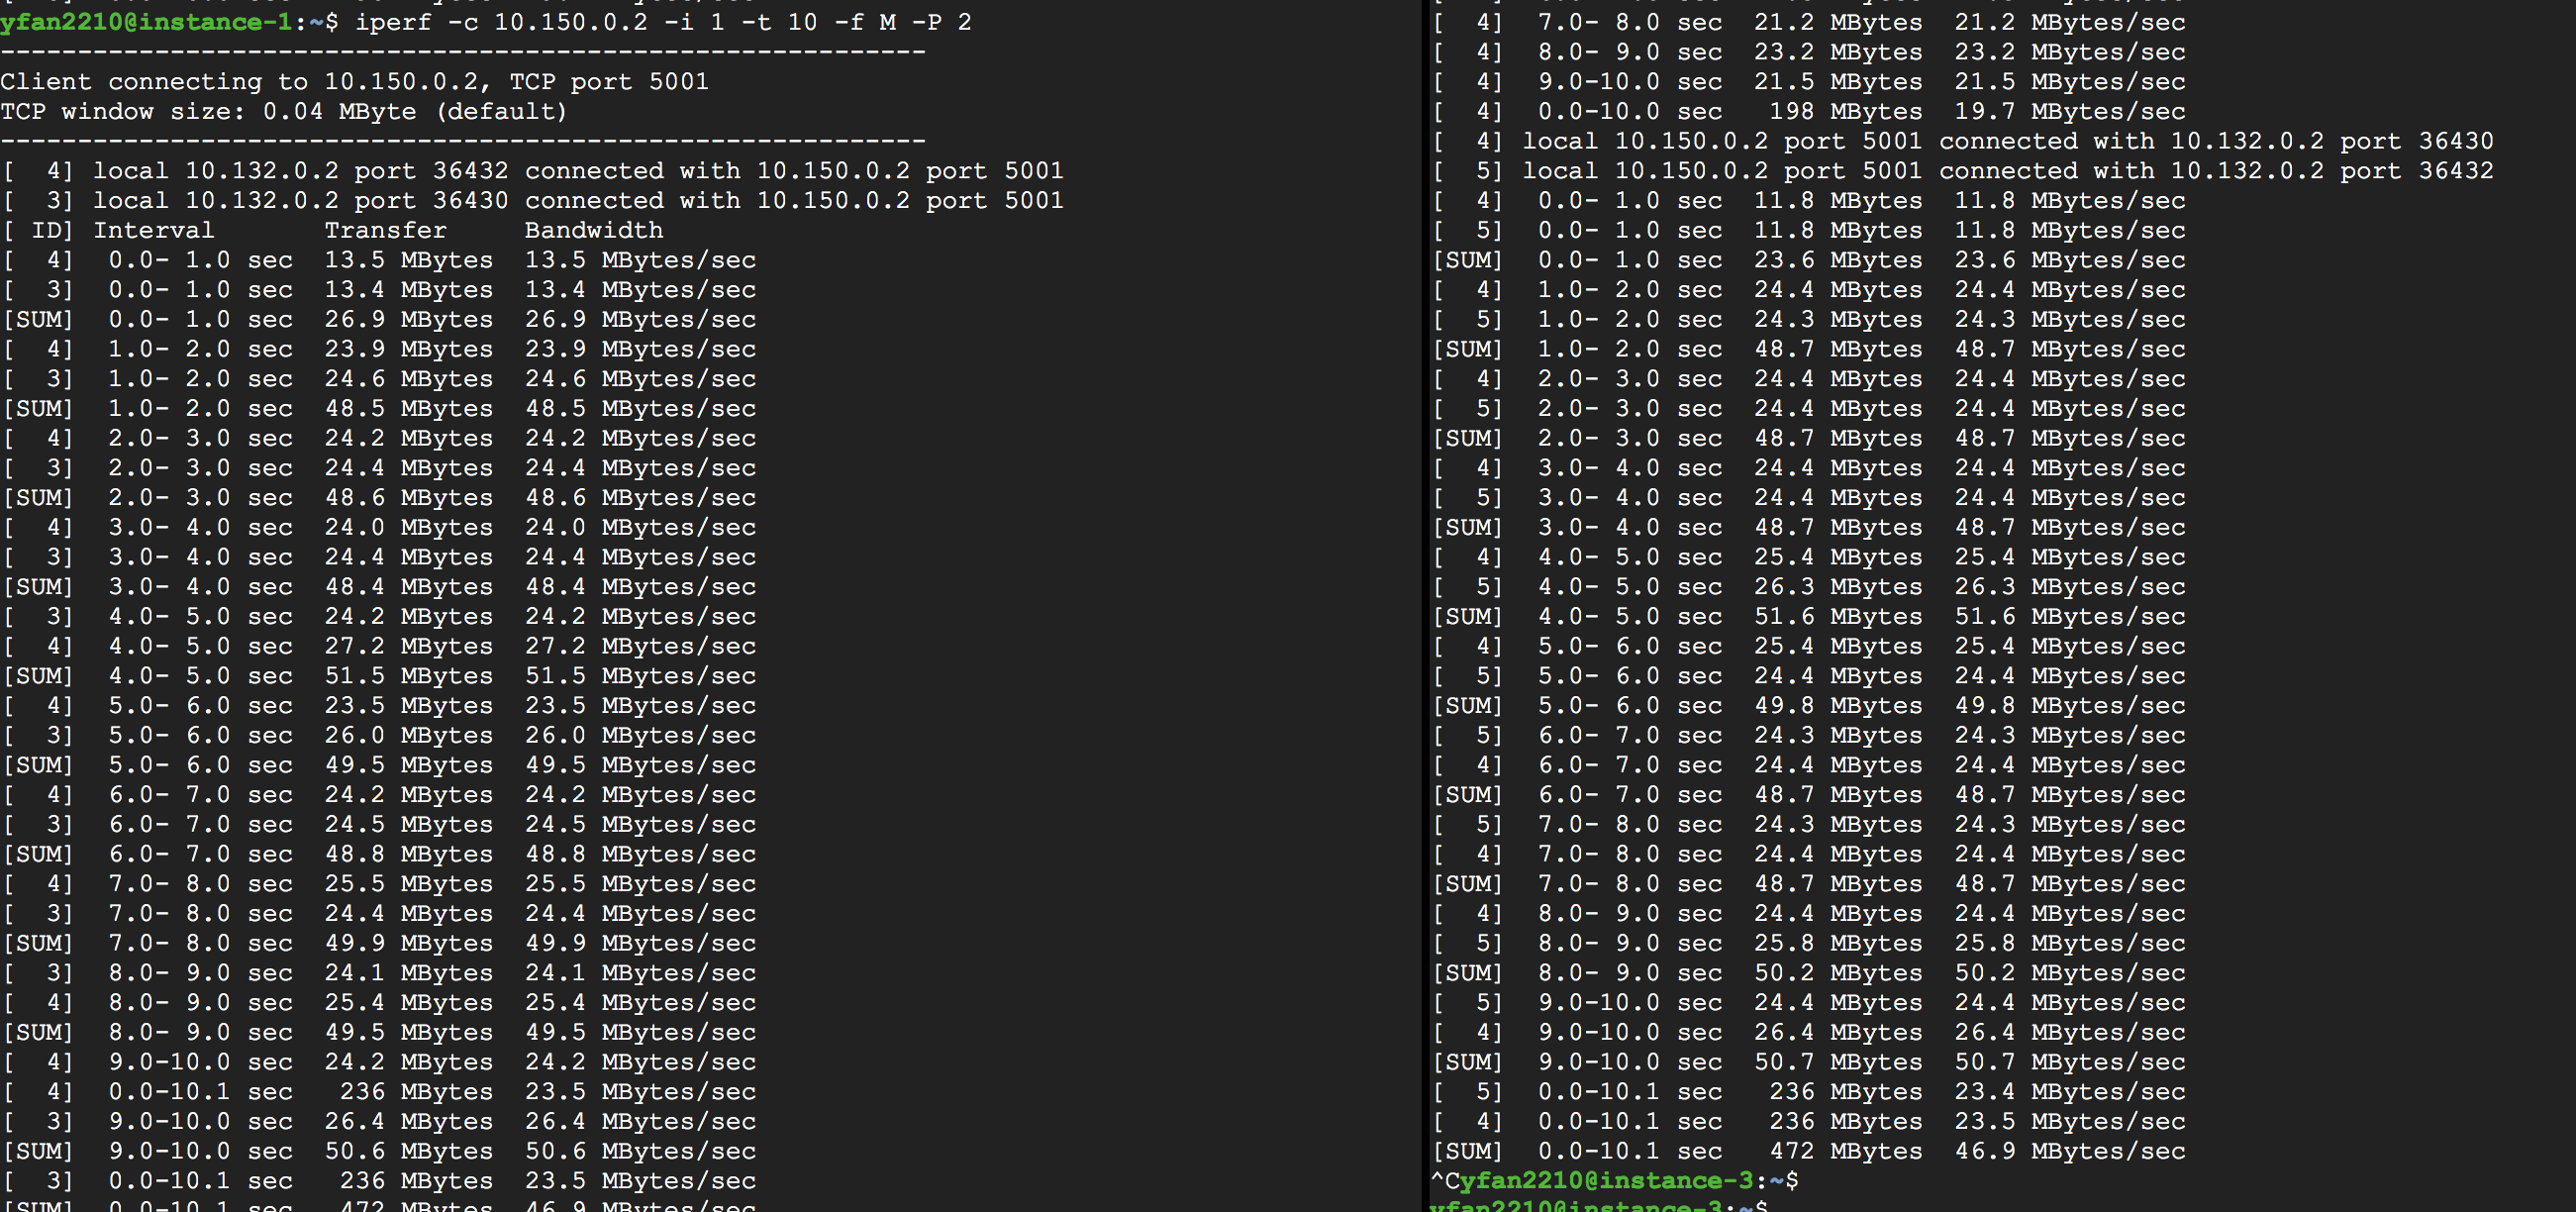 yfan2210@instance-1:~$ iperf -c 10.150.0.2 -i 1 -t 10 -f M -P 2
------------------------------------------------------------
Client connecting to 10.150.0.2, TCP port 5001
TCP window size: 0.04 MByte (default)
------------------------------------------------------------
[  4] local 10.132.0.2 port 36432 connected with 10.150.0.2 port 5001
[  3] local 10.132.0.2 port 36430 connected with 10.150.0.2 port 5001
[ ID] Interval       Transfer     Bandwidth
[  4]  0.0- 1.0 sec  13.5 MBytes  13.5 MBytes/sec
[  3]  0.0- 1.0 sec  13.4 MBytes  13.4 MBytes/sec
[SUM]  0.0- 1.0 sec  26.9 MBytes  26.9 MBytes/sec
[  4]  1.0- 2.0 sec  23.9 MBytes  23.9 MBytes/sec
[  3]  1.0- 2.0 sec  24.6 MBytes  24.6 MBytes/sec
[SUM]  1.0- 2.0 sec  48.5 MBytes  48.5 MBytes/sec
[  4]  2.0- 3.0 sec  24.2 MBytes  24.2 MBytes/sec
[  3]  2.0- 3.0 sec  24.4 MBytes  24.4 MBytes/sec
[SUM]  2.0- 3.0 sec  48.6 MBytes  48.6 MBytes/sec
[  4]  3.0- 4.0 sec  24.0 MBytes  24.0 MBytes/sec
[  3]  3.0- 4.0 sec  24.4 MBytes  24.4 MBytes/sec
[SUM]  3.0- 4.0 sec  48.4 MBytes  48.4 MBytes/sec
[  3]  4.0- 5.0 sec  24.2 MBytes  24.2 MBytes/sec
[  4]  4.0- 5.0 sec  27.2 MBytes  27.2 MBytes/sec
[SUM]  4.0- 5.0 sec  51.5 MBytes  51.5 MBytes/sec
[  4]  5.0- 6.0 sec  23.5 MBytes  23.5 MBytes/sec
[  3]  5.0- 6.0 sec  26.0 MBytes  26.0 MBytes/sec
[SUM]  5.0- 6.0 sec  49.5 MBytes  49.5 MBytes/sec
[  4]  6.0- 7.0 sec  24.2 MBytes  24.2 MBytes/sec
[  3]  6.0- 7.0 sec  24.5 MBytes  24.5 MBytes/sec
[SUM]  6.0- 7.0 sec  48.8 MBytes  48.8 MBytes/sec
[  4]  7.0- 8.0 sec  25.5 MBytes  25.5 MBytes/sec
[  3]  7.0- 8.0 sec  24.4 MBytes  24.4 MBytes/sec
[SUM]  7.0- 8.0 sec  49.9 MBytes  49.9 MBytes/sec
[  3]  8.0- 9.0 sec  24.1 MBytes  24.1 MBytes/sec
[  4]  8.0- 9.0 sec  25.4 MBytes  25.4 MBytes/sec
[SUM]  8.0- 9.0 sec  49.5 MBytes  49.5 MBytes/sec
[  4]  9.0-10.0 sec  24.2 MBytes  24.2 MBytes/sec
[  4]  0.0-10.1 sec   236 MBytes  23.5 MBytes/sec
[  3]  9.0-10.0 sec  26.4 MBytes  26.4 MBytes/sec
[SUM]  9.0-10.0 sec  50.6 MBytes  50.6 MBytes/sec
[  3]  0.0-10.1 sec   236 MBytes  23.5 MBytes/sec
[SUM]  0.0-10.1 sec   472 MBytes  46.9 MBytes/sec
[  4]  7.0- 8.0 sec  21.2 MBytes  21.2 MBytes/sec
[  4]  8.0- 9.0 sec  23.2 MBytes  23.2 MBytes/sec
[  4]  9.0-10.0 sec  21.5 MBytes  21.5 MBytes/sec
[  4]  0.0-10.0 sec   198 MBytes  19.7 MBytes/sec
[  4] local 10.150.0.2 port 5001 connected with 10.132.0.2 port 36430
[  5] local 10.150.0.2 port 5001 connected with 10.132.0.2 port 36432
[  4]  0.0- 1.0 sec  11.8 MBytes  11.8 MBytes/sec
[  5]  0.0- 1.0 sec  11.8 MBytes  11.8 MBytes/sec
[SUM]  0.0- 1.0 sec  23.6 MBytes  23.6 MBytes/sec
[  4]  1.0- 2.0 sec  24.4 MBytes  24.4 MBytes/sec
[  5]  1.0- 2.0 sec  24.3 MBytes  24.3 MBytes/sec
[SUM]  1.0- 2.0 sec  48.7 MBytes  48.7 MBytes/sec
[  4]  2.0- 3.0 sec  24.4 MBytes  24.4 MBytes/sec
[  5]  2.0- 3.0 sec  24.4 MBytes  24.4 MBytes/sec
[SUM]  2.0- 3.0 sec  48.7 MBytes  48.7 MBytes/sec
[  4]  3.0- 4.0 sec  24.4 MBytes  24.4 MBytes/sec
[  5]  3.0- 4.0 sec  24.4 MBytes  24.4 MBytes/sec
[SUM]  3.0- 4.0 sec  48.7 MBytes  48.7 MBytes/sec
[  4]  4.0- 5.0 sec  25.4 MBytes  25.4 MBytes/sec
[  5]  4.0- 5.0 sec  26.3 MBytes  26.3 MBytes/sec
[SUM]  4.0- 5.0 sec  51.6 MBytes  51.6 MBytes/sec
[  4]  5.0- 6.0 sec  25.4 MBytes  25.4 MBytes/sec
[  5]  5.0- 6.0 sec  24.4 MBytes  24.4 MBytes/sec
[SUM]  5.0- 6.0 sec  49.8 MBytes  49.8 MBytes/sec
[  5]  6.0- 7.0 sec  24.3 MBytes  24.3 MBytes/sec
[  4]  6.0- 7.0 sec  24.4 MBytes  24.4 MBytes/sec
[SUM]  6.0- 7.0 sec  48.7 MBytes  48.7 MBytes/sec
[  5]  7.0- 8.0 sec  24.3 MBytes  24.3 MBytes/sec
[  4]  7.0- 8.0 sec  24.4 MBytes  24.4 MBytes/sec
[SUM]  7.0- 8.0 sec  48.7 MBytes  48.7 MBytes/sec
[  4]  8.0- 9.0 sec  24.4 MBytes  24.4 MBytes/sec
[  5]  8.0- 9.0 sec  25.8 MBytes  25.8 MBytes/sec
[SUM]  8.0- 9.0 sec  50.2 MBytes  50.2 MBytes/sec
[  5]  9.0-10.0 sec  24.4 MBytes  24.4 MBytes/sec
[  4]  9.0-10.0 sec  26.4 MBytes  26.4 MBytes/sec
[SUM]  9.0-10.0 sec  50.7 MBytes  50.7 MBytes/sec
[  5]  0.0-10.1 sec   236 MBytes  23.4 MBytes/sec
[  4]  0.0-10.1 sec   236 MBytes  23.5 MBytes/sec
[SUM]  0.0-10.1 sec   472 MBytes  46.9 MBytes/sec
^Cyfan2210@instance-3:~$
yfan2210@instance-3:~$